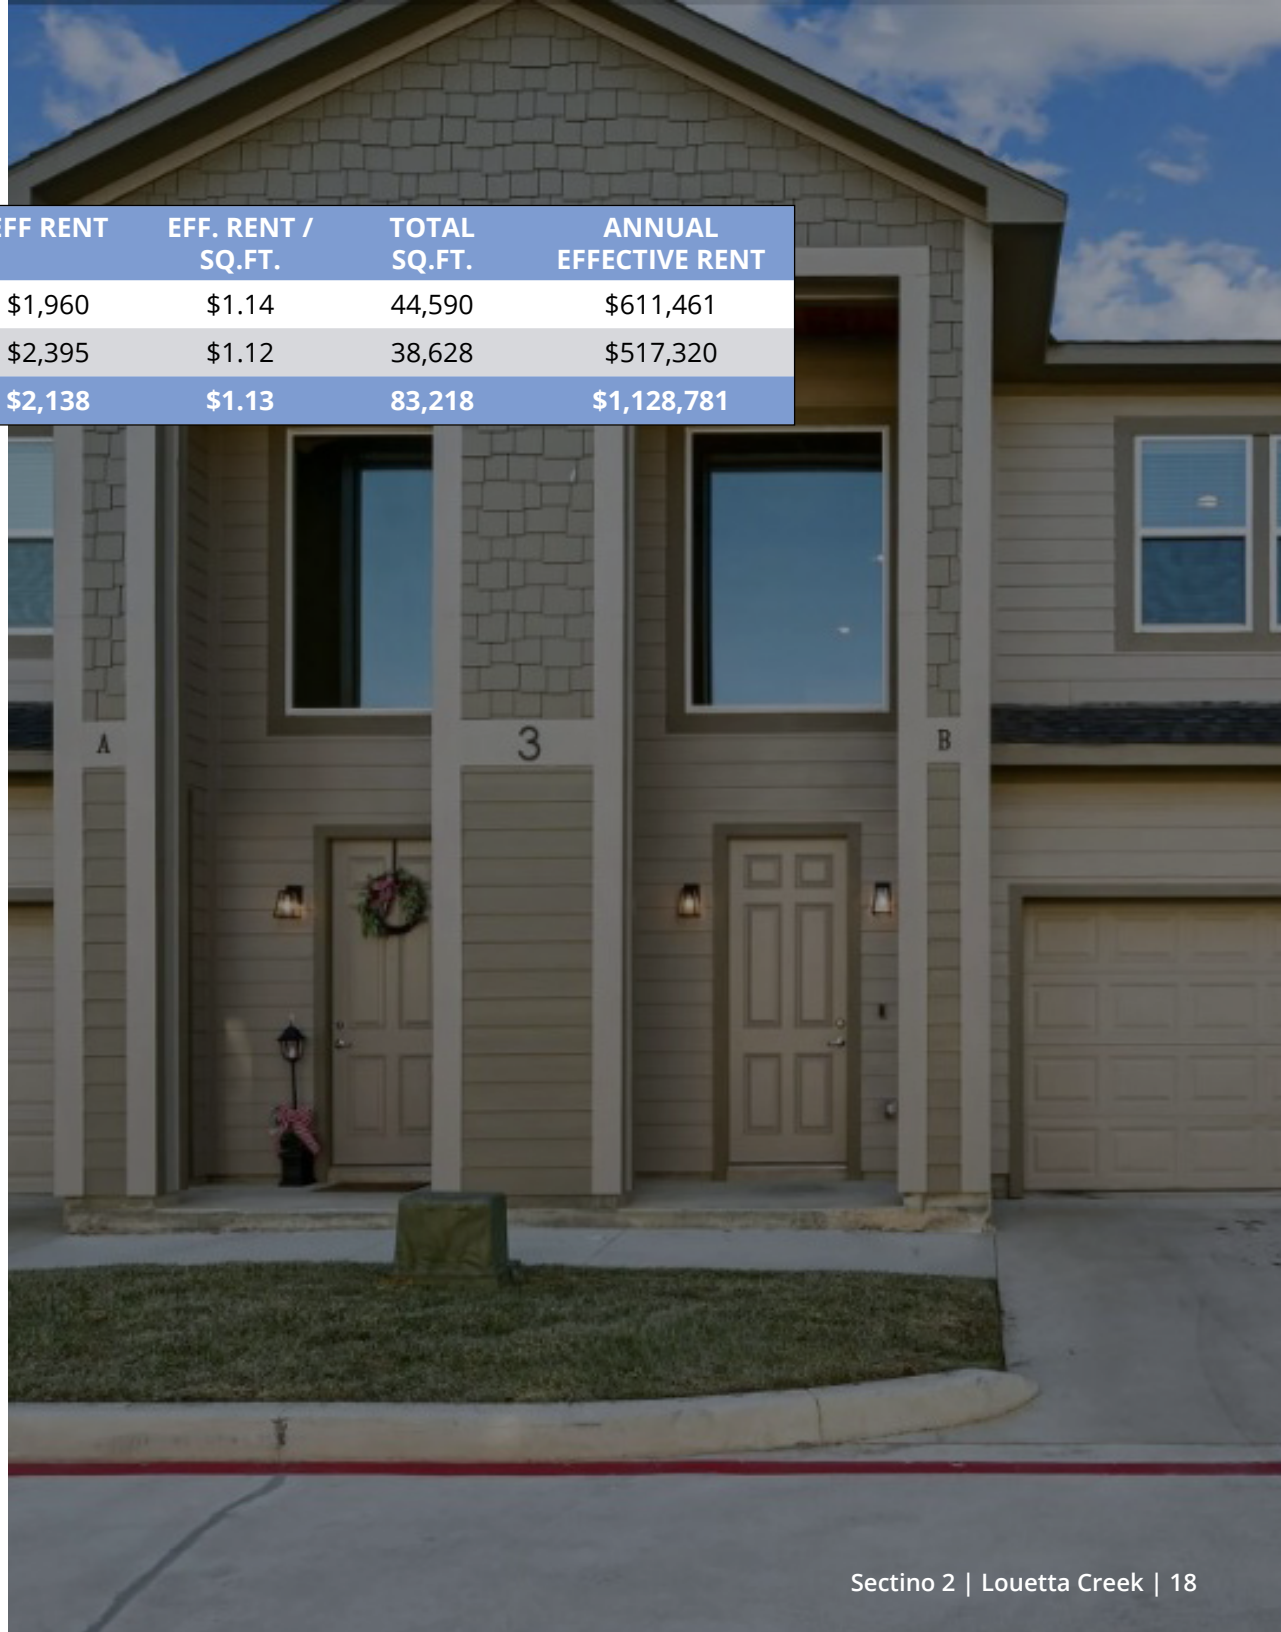 EFF RENT EFF. RENT / SQ.FT. TOTAL SQ.FT. ANNUAL EFFECTIVE RENT
$1,960 $1.14 44,590 $611,461
$2,395 $1.12 38,628 $517,320
$2,138 $1.13 83,218 $1,128,781
A 3 B
Sectino 2 | Louetta Creek | 18